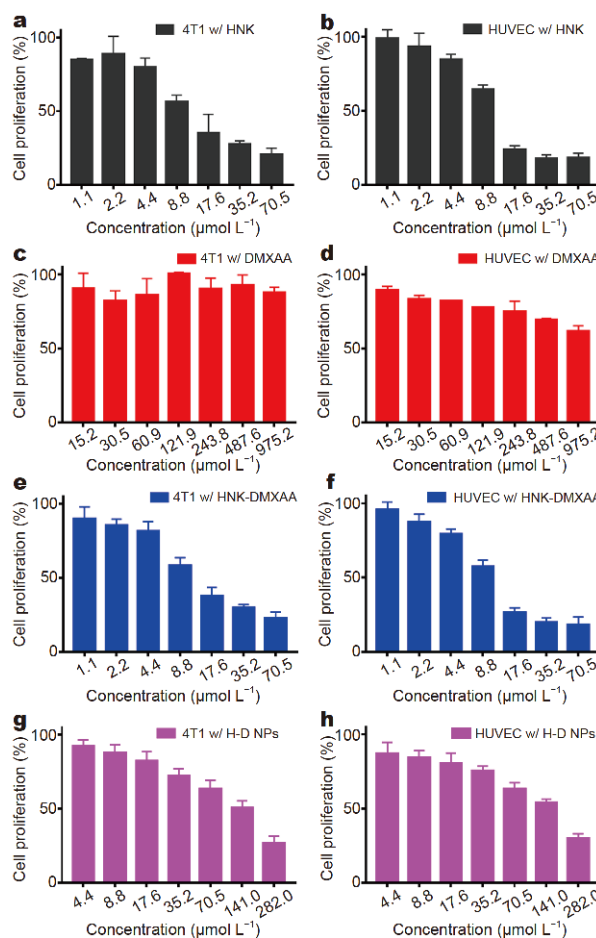 a
4T1 w/ HNK
Cell proliferation (%)
100
50
0
1.1 2.2 4.4 8.8 17.6 35.2 70.5
Concentration (µmol L⁻¹)
b
HUVEC w/ HNK
Cell proliferation (%)
100
50
0
1.1 2.2 4.4 8.8 17.6 35.2 70.5
Concentration (µmol L⁻¹)
c
4T1 w/ DMXAA
Cell proliferation (%)
100
50
0
15.2 30.5 60.9 121.9 243.8 487.6 975.2
Concentration (µmol L⁻¹)
d
HUVEC w/ DMXAA
Cell proliferation (%)
100
50
0
15.2 30.5 60.9 121.9 243.8 487.6 975.2
Concentration (µmol L⁻¹)
e
4T1 w/ HNK-DMXAA
Cell proliferation (%)
100
50
0
1.1 2.2 4.4 8.8 17.6 35.2 70.5
Concentration (µmol L⁻¹)
f
HUVEC w/ HNK-DMXAA
Cell proliferation (%)
100
50
0
1.1 2.2 4.4 8.8 17.6 35.2 70.5
Concentration (µmol L⁻¹)
g
4T1 w/ H-D NPs
Cell proliferation (%)
100
50
0
4.4 8.8 17.6 35.2 70.5 141.0 282.0
Concentration (µmol L⁻¹)
h
HUVEC w/ H-D NPs
Cell proliferation (%)
100
50
0
4.4 8.8 17.6 35.2 70.5 141.0 282.0
Concentration (µmol L⁻¹)